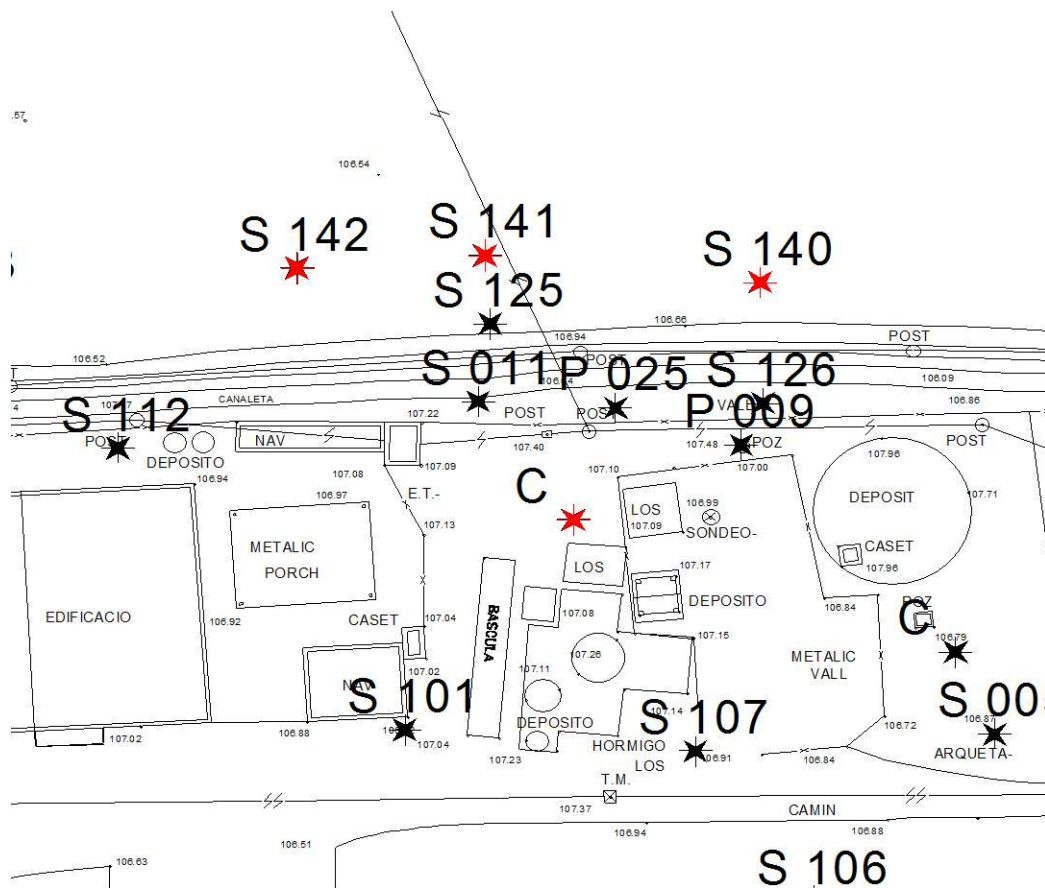 .57
106.54
S 142
S 141
S 140
S 125
106.66
106.94
POST
106.52
POST
S 011
P 025
S 126
106.09
CANALETA
106.86
S 112
107.22
POST
POST
P 009
POST
NAV
107.40
107.48
POZ
POST
DEPOSITO
107.08
107.09
107.10
107.00
107.96
106.94
E.T.-
C
106.97
LOS
106.99
DEPOSIT
107.71
107.13
107.09
SONDEO-
METALIC
PORCH
CASET
LOS
107.17
107.96
EDIFICACIO
106.92
CASET
107.04
BASCULA
107.08
DEPOSITO
106.84
POZ
C
107.15
106.79
107.02
107.11
107.26
METALIC
VALL
NAV
S 101
107.14
S 107
S 00
106.88
107.04
DEPOSITO
106.72
106.87
107.02
107.23
HORMIGO
LOS
106.91
106.84
ARQUETA-
T.M.
107.37
CAMIN
106.94
106.88
106.51
106.63
S 106